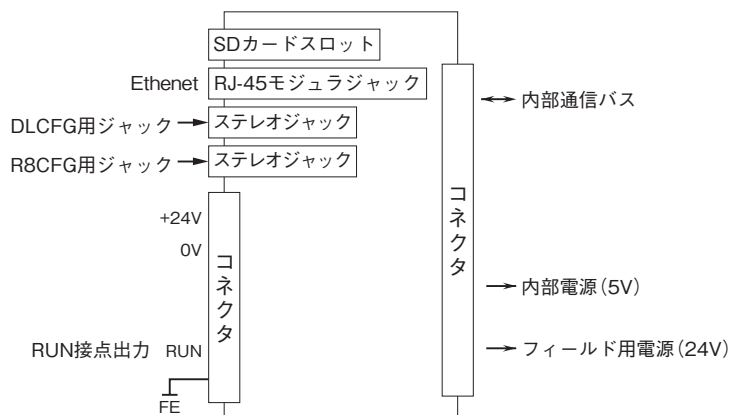 SDカードスロット
Ethenet RJ-45モジュラジャック
内部通信バス
DLCFG用ジャック ステレオジャック
R8CFG用ジャック ステレオジャック
+24V
0V
コネクタ
コネクタ
内部電源(5V)
RUN接点出力 RUN
フィールド用電源(24V)
FE